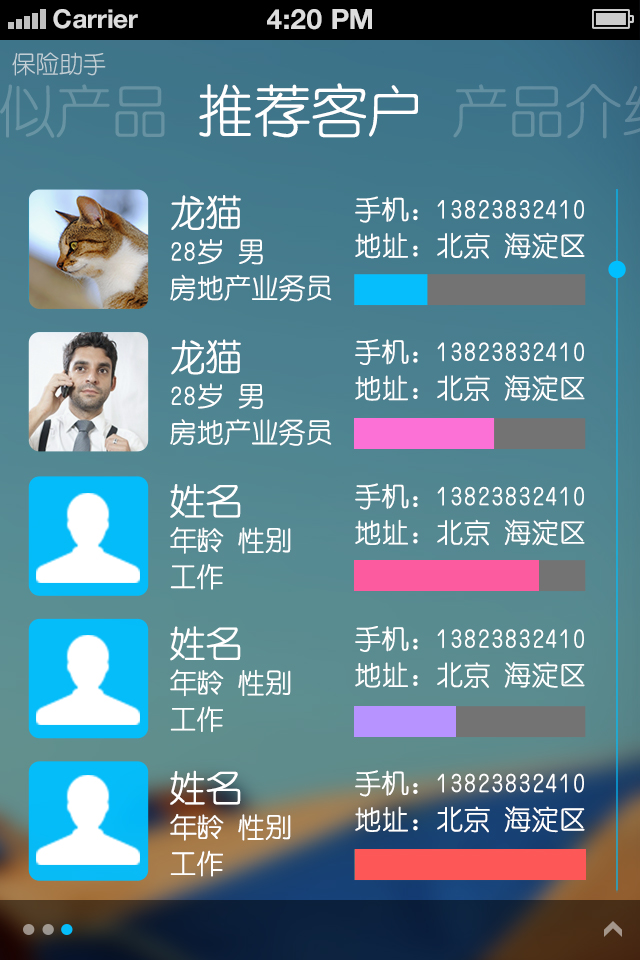 Carrier 4:20 PM
保险助手
似产品 推荐客户 产品介
龙猫
28岁 男
房地产业务员
手机：13823832410
地址：北京 海淀区
龙猫
28岁 男
房地产业务员
手机：13823832410
地址：北京 海淀区
姓名
年龄 性别
工作
手机：13823832410
地址：北京 海淀区
姓名
年龄 性别
工作
手机：13823832410
地址：北京 海淀区
姓名
年龄 性别
工作
手机：13823832410
地址：北京 海淀区